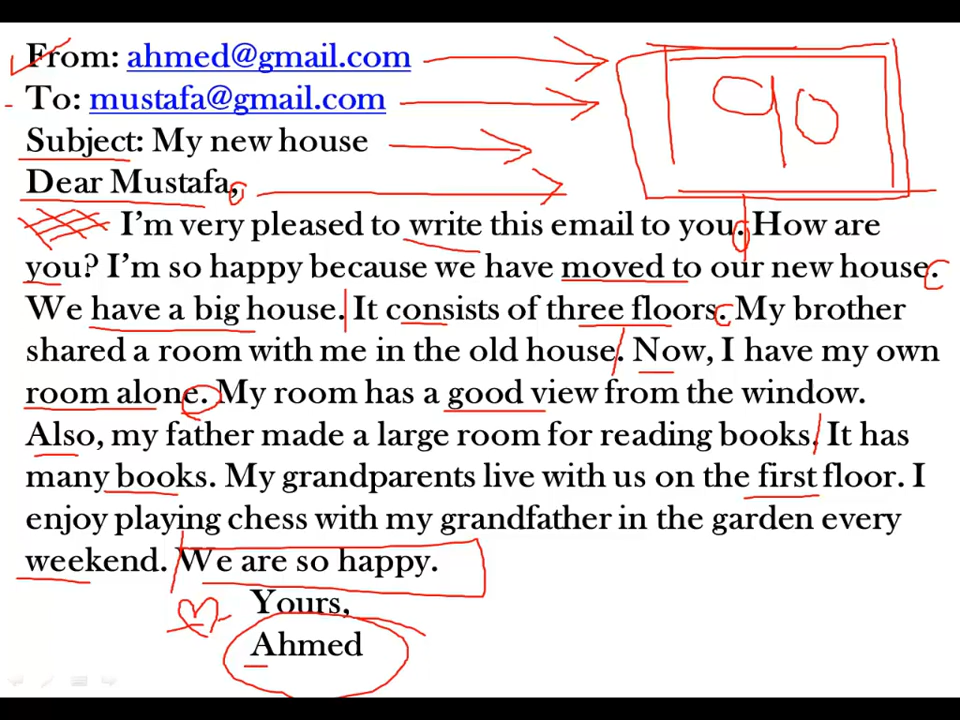 From: ahmed@gmail.com
To: mustafa@gmail.com
Subject: My new house
Dear Mustafa,
I'm very pleased to write this email to you. How are
you? I'm so happy because we have moved to our new house.
We have a big house. It consists of three floors. My brother
shared a room with me in the old house. Now, I have my own
room alone. My room has a good view from the window.
Also, my father made a large room for reading books. It has
many books. My grandparents live with us on the first floor. I
enjoy playing chess with my grandfather in the garden every
weekend. We are so happy.
Yours,
Ahmed